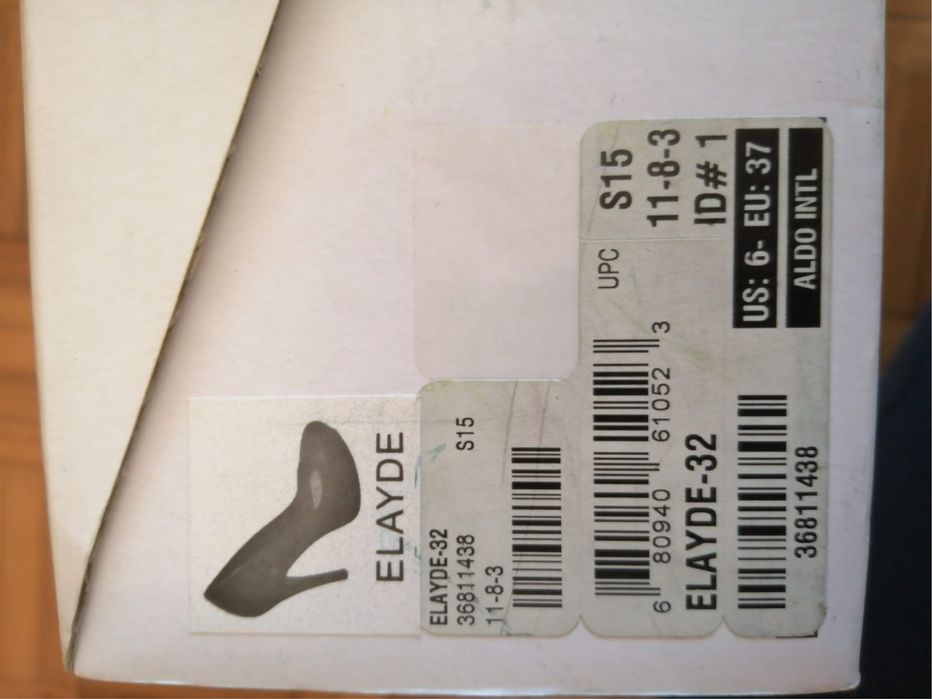 ELAYDE
ELAYDE-32
36811438 S15
11-8-3
UPC S15
11-8-3
ID# 1
6 80940 61052 3
ELAYDE-32
US: 6- EU: 37
ALDO INTL
36811438